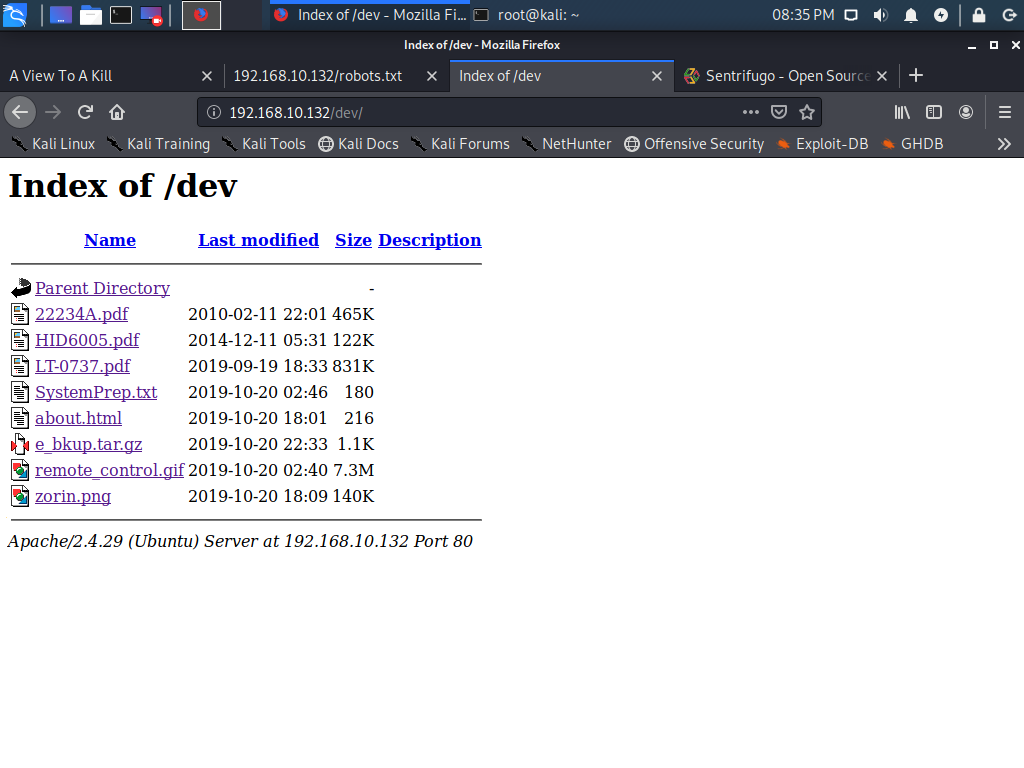 Index of /dev - Mozilla Fi...
root@kali: ~
08:35 PM
Index of /dev - Mozilla Firefox
A View To A Kill
192.168.10.132/robots.txt
Index of /dev
Sentrifugo - Open Source
192.168.10.132/dev/
Kali Linux Kali Training Kali Tools Kali Docs Kali Forums NetHunter Offensive Security Exploit-DB GHDB
Index of /dev
Name Last modified Size Description
Parent Directory -
22234A.pdf 2010-02-11 22:01 465K
HID6005.pdf 2014-12-11 05:31 122K
LT-0737.pdf 2019-09-19 18:33 831K
SystemPrep.txt 2019-10-20 02:46 180
about.html 2019-10-20 18:01 216
e_bkup.tar.gz 2019-10-20 22:33 1.1K
remote_control.gif 2019-10-20 02:40 7.3M
zorin.png 2019-10-20 18:09 140K
Apache/2.4.29 (Ubuntu) Server at 192.168.10.132 Port 80